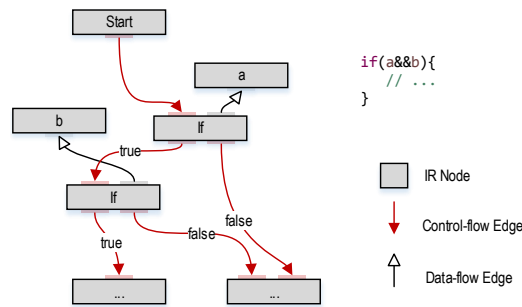 Start
a
if(a&&b){
// ...
}
b
If
true
If
IR Node
false
true
false
Control-flow Edge
...
...
Data-flow Edge